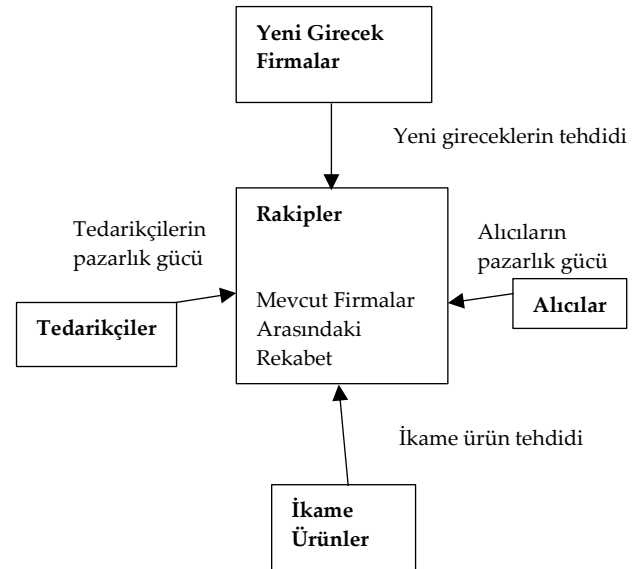 Yeni Girecek
Firmalar
Yeni gireceklerin tehdidi
Tedarikçilerin
pazarlık gücü
Rakipler
Mevcut Firmalar
Arasındaki
Rekabet
Alıcıların
pazarlık gücü
Tedarikçiler
Alıcılar
İkame ürün tehdidi
İkame
Ürünler